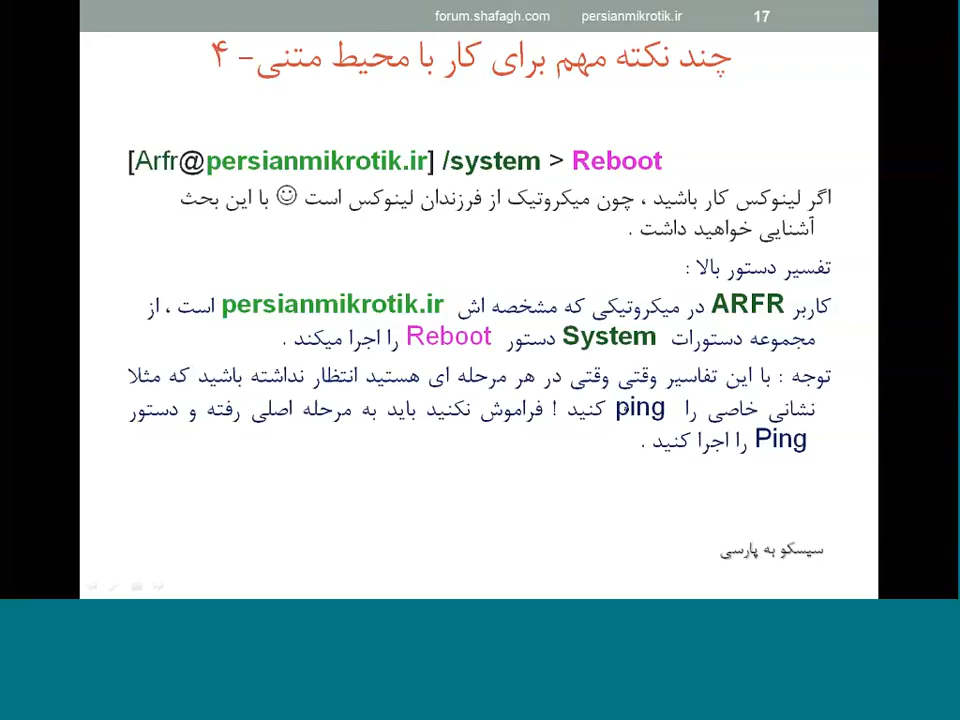 forum.shafagh.com persianmikrotik.ir 17
چند نکته مهم برای کار با محیط متنی- ۴
[Arfr@persianmikrotik.ir] /system > Reboot
اگر لینوکس کار باشید ، چون میکروتیک از فرزندان لینوکس است ☺ با این بحث
آشنایی خواهید داشت .
تفسیر دستور بالا :
کاربر ARFR در میکروتیکی که مشخصه اش persianmikrotik.ir است ، از
مجموعه دستورات System دستور Reboot را اجرا میکند .
توجه : با این تفاسیر وقتی وقتی در هر مرحله ای هستید انتظار نداشته باشید که مثلا
نشانی خاصی را ping کنید ! فراموش نکنید باید به مرحله اصلی رفته و دستور
Ping را اجرا کنید .
سیسکو به پارسی